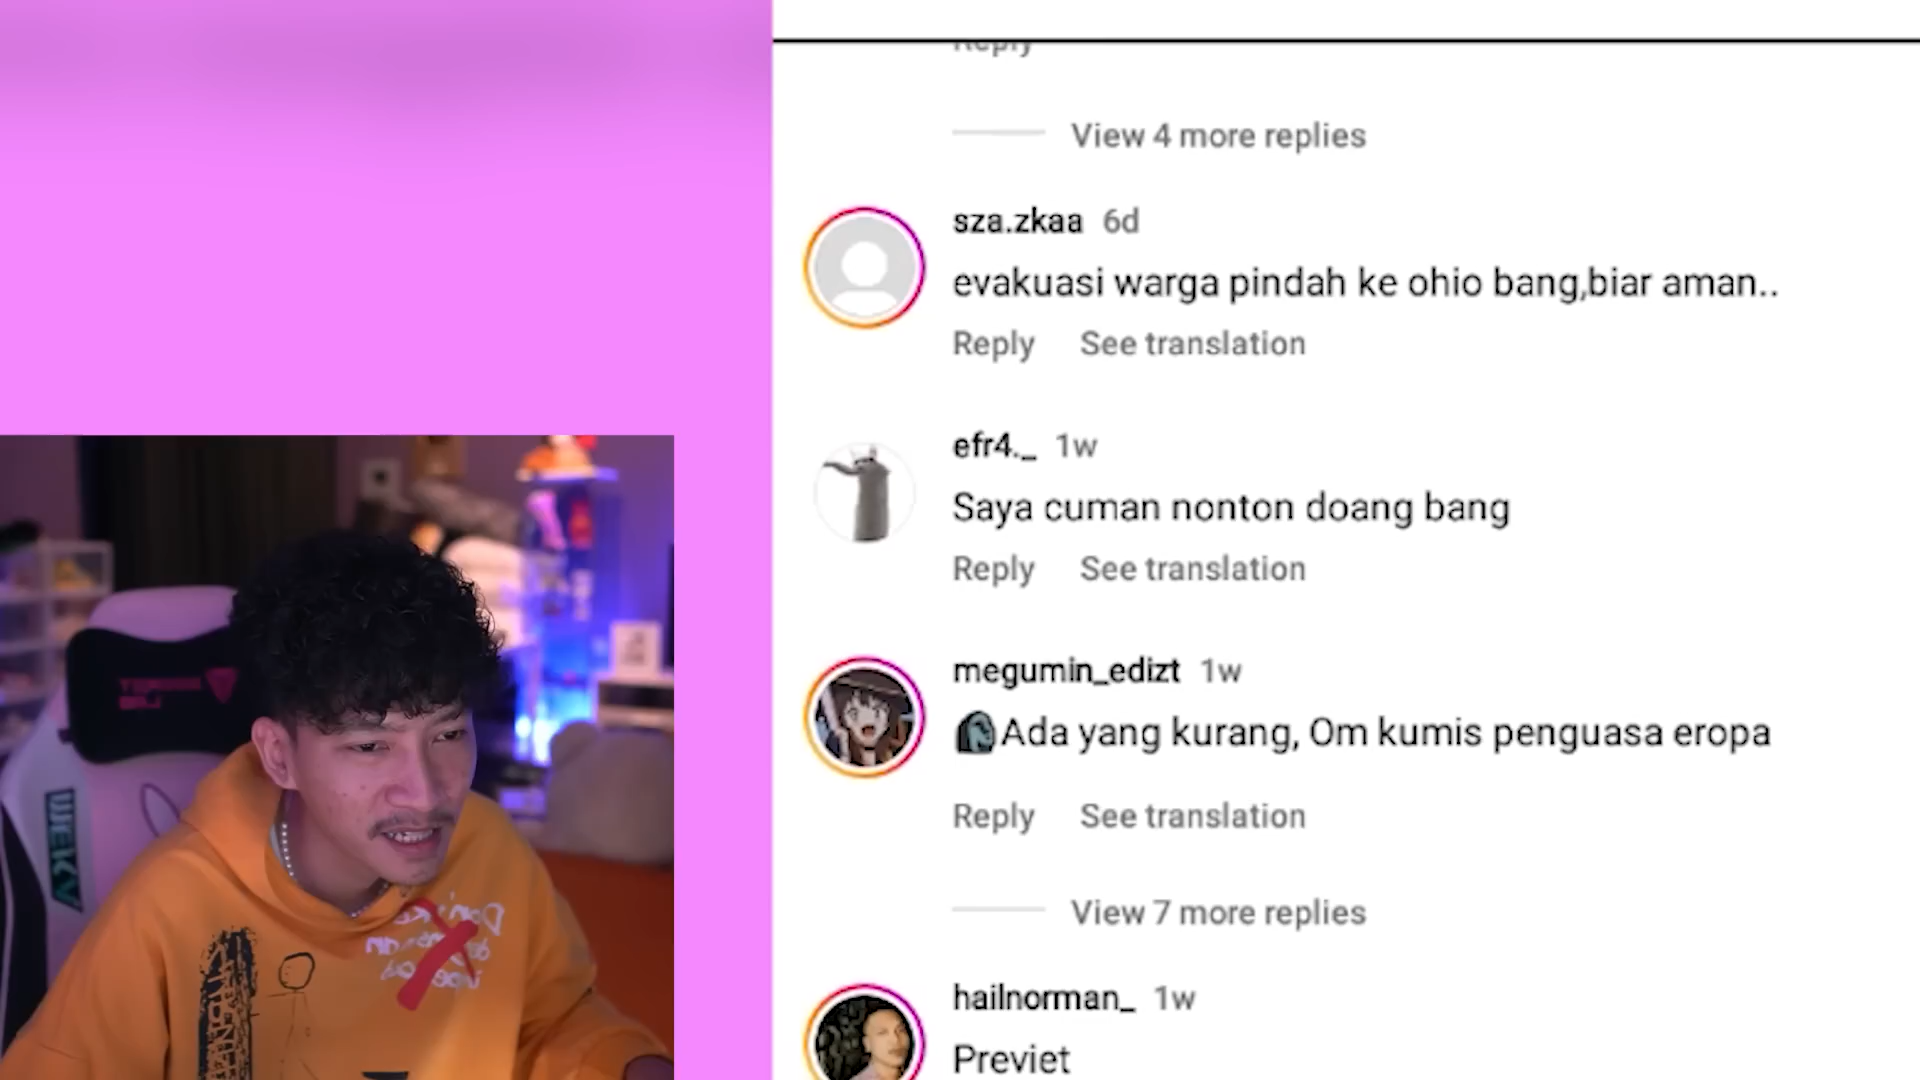 Reply
View 4 more replies
sza.zkaa 6d
evakuasi warga pindah ke ohio bang,biar aman..
Reply See translation
efr4._ 1w
Saya cuman nonton doang bang
Reply See translation
megumin_edizt 1w
🗿Ada yang kurang, Om kumis penguasa eropa
Reply See translation
View 7 more replies
hailnorman_ 1w
Previet